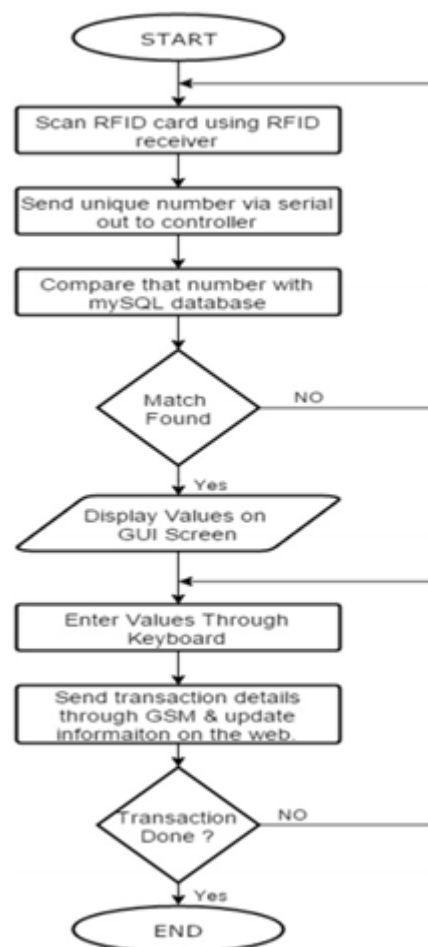 START
Scan RFID card using RFID
receiver
Send unique number via serial
out to controller
Compare that number with
mySQL database
Match
Found
NO
Yes
Display Values on
GUI Screen
Enter Values Through
Keyboard
Send transaction details
through GSM & update
informaiton on the web.
Transaction
Done ?
NO
Yes
END